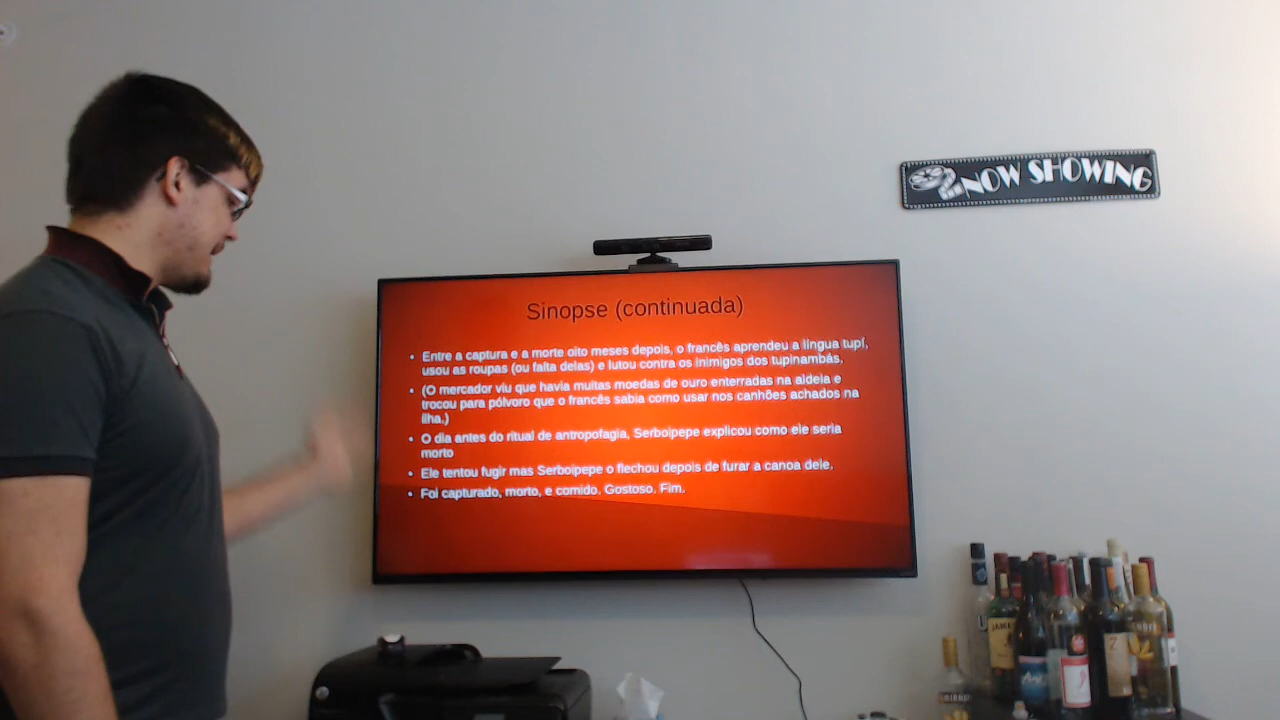 NOW SHOWING
Sinopse (continuada)
• Entre a captura e a morte oito meses depois, o francês aprendeu a língua tupí,
usou as roupas (ou falta delas) e lutou contra os inimigos dos tupinambás.
• (O mercador viu que havia muitas moedas de ouro enterradas na aldeia e
trocou para pólvoro que o francês sabia como usar nos canhões achados na
ilha.)
• O dia antes do ritual de antropofagia, Serboipepe explicou como ele seria
morto
• Ele tentou fugir mas Serboipepe o flechou depois de furar a canoa dele.
• Foi capturado, morto, e comido. Gostoso. Fim.